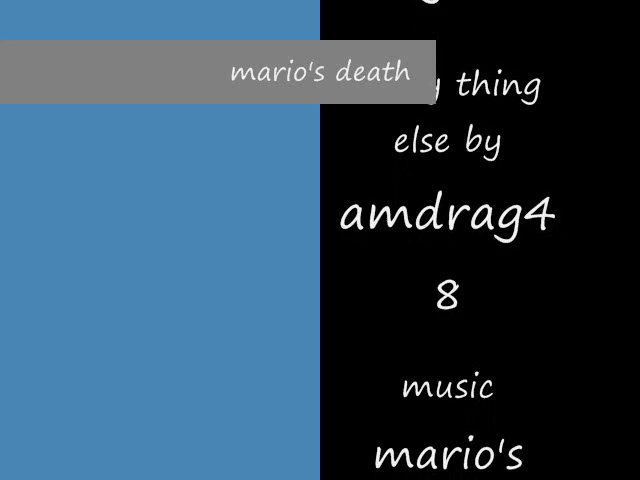 mario's death
thing
else by
amdrag4
8
music
mario's